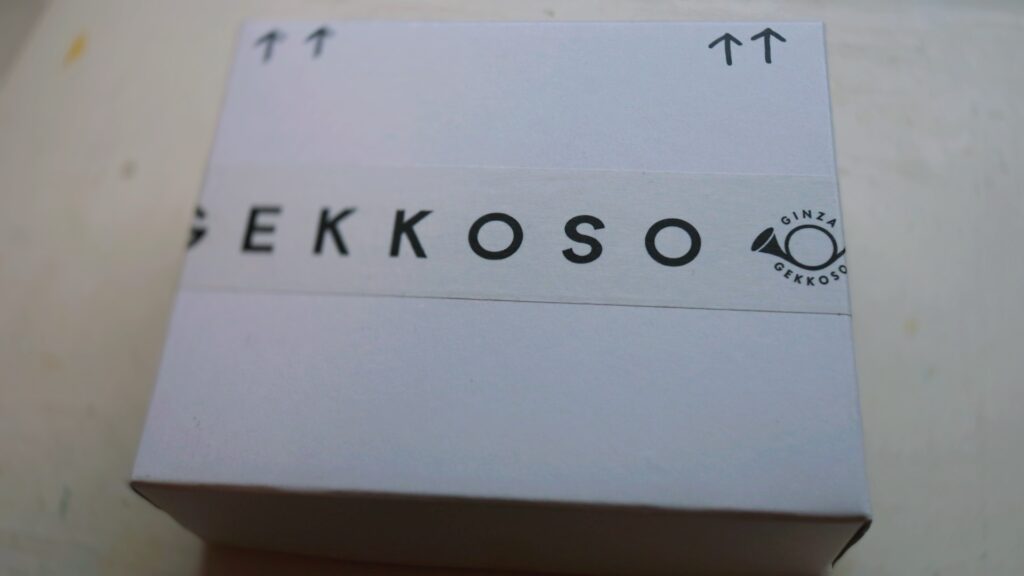 ↑↑ ↑↑
GEKKOSO
GINZA
GEKKOSO